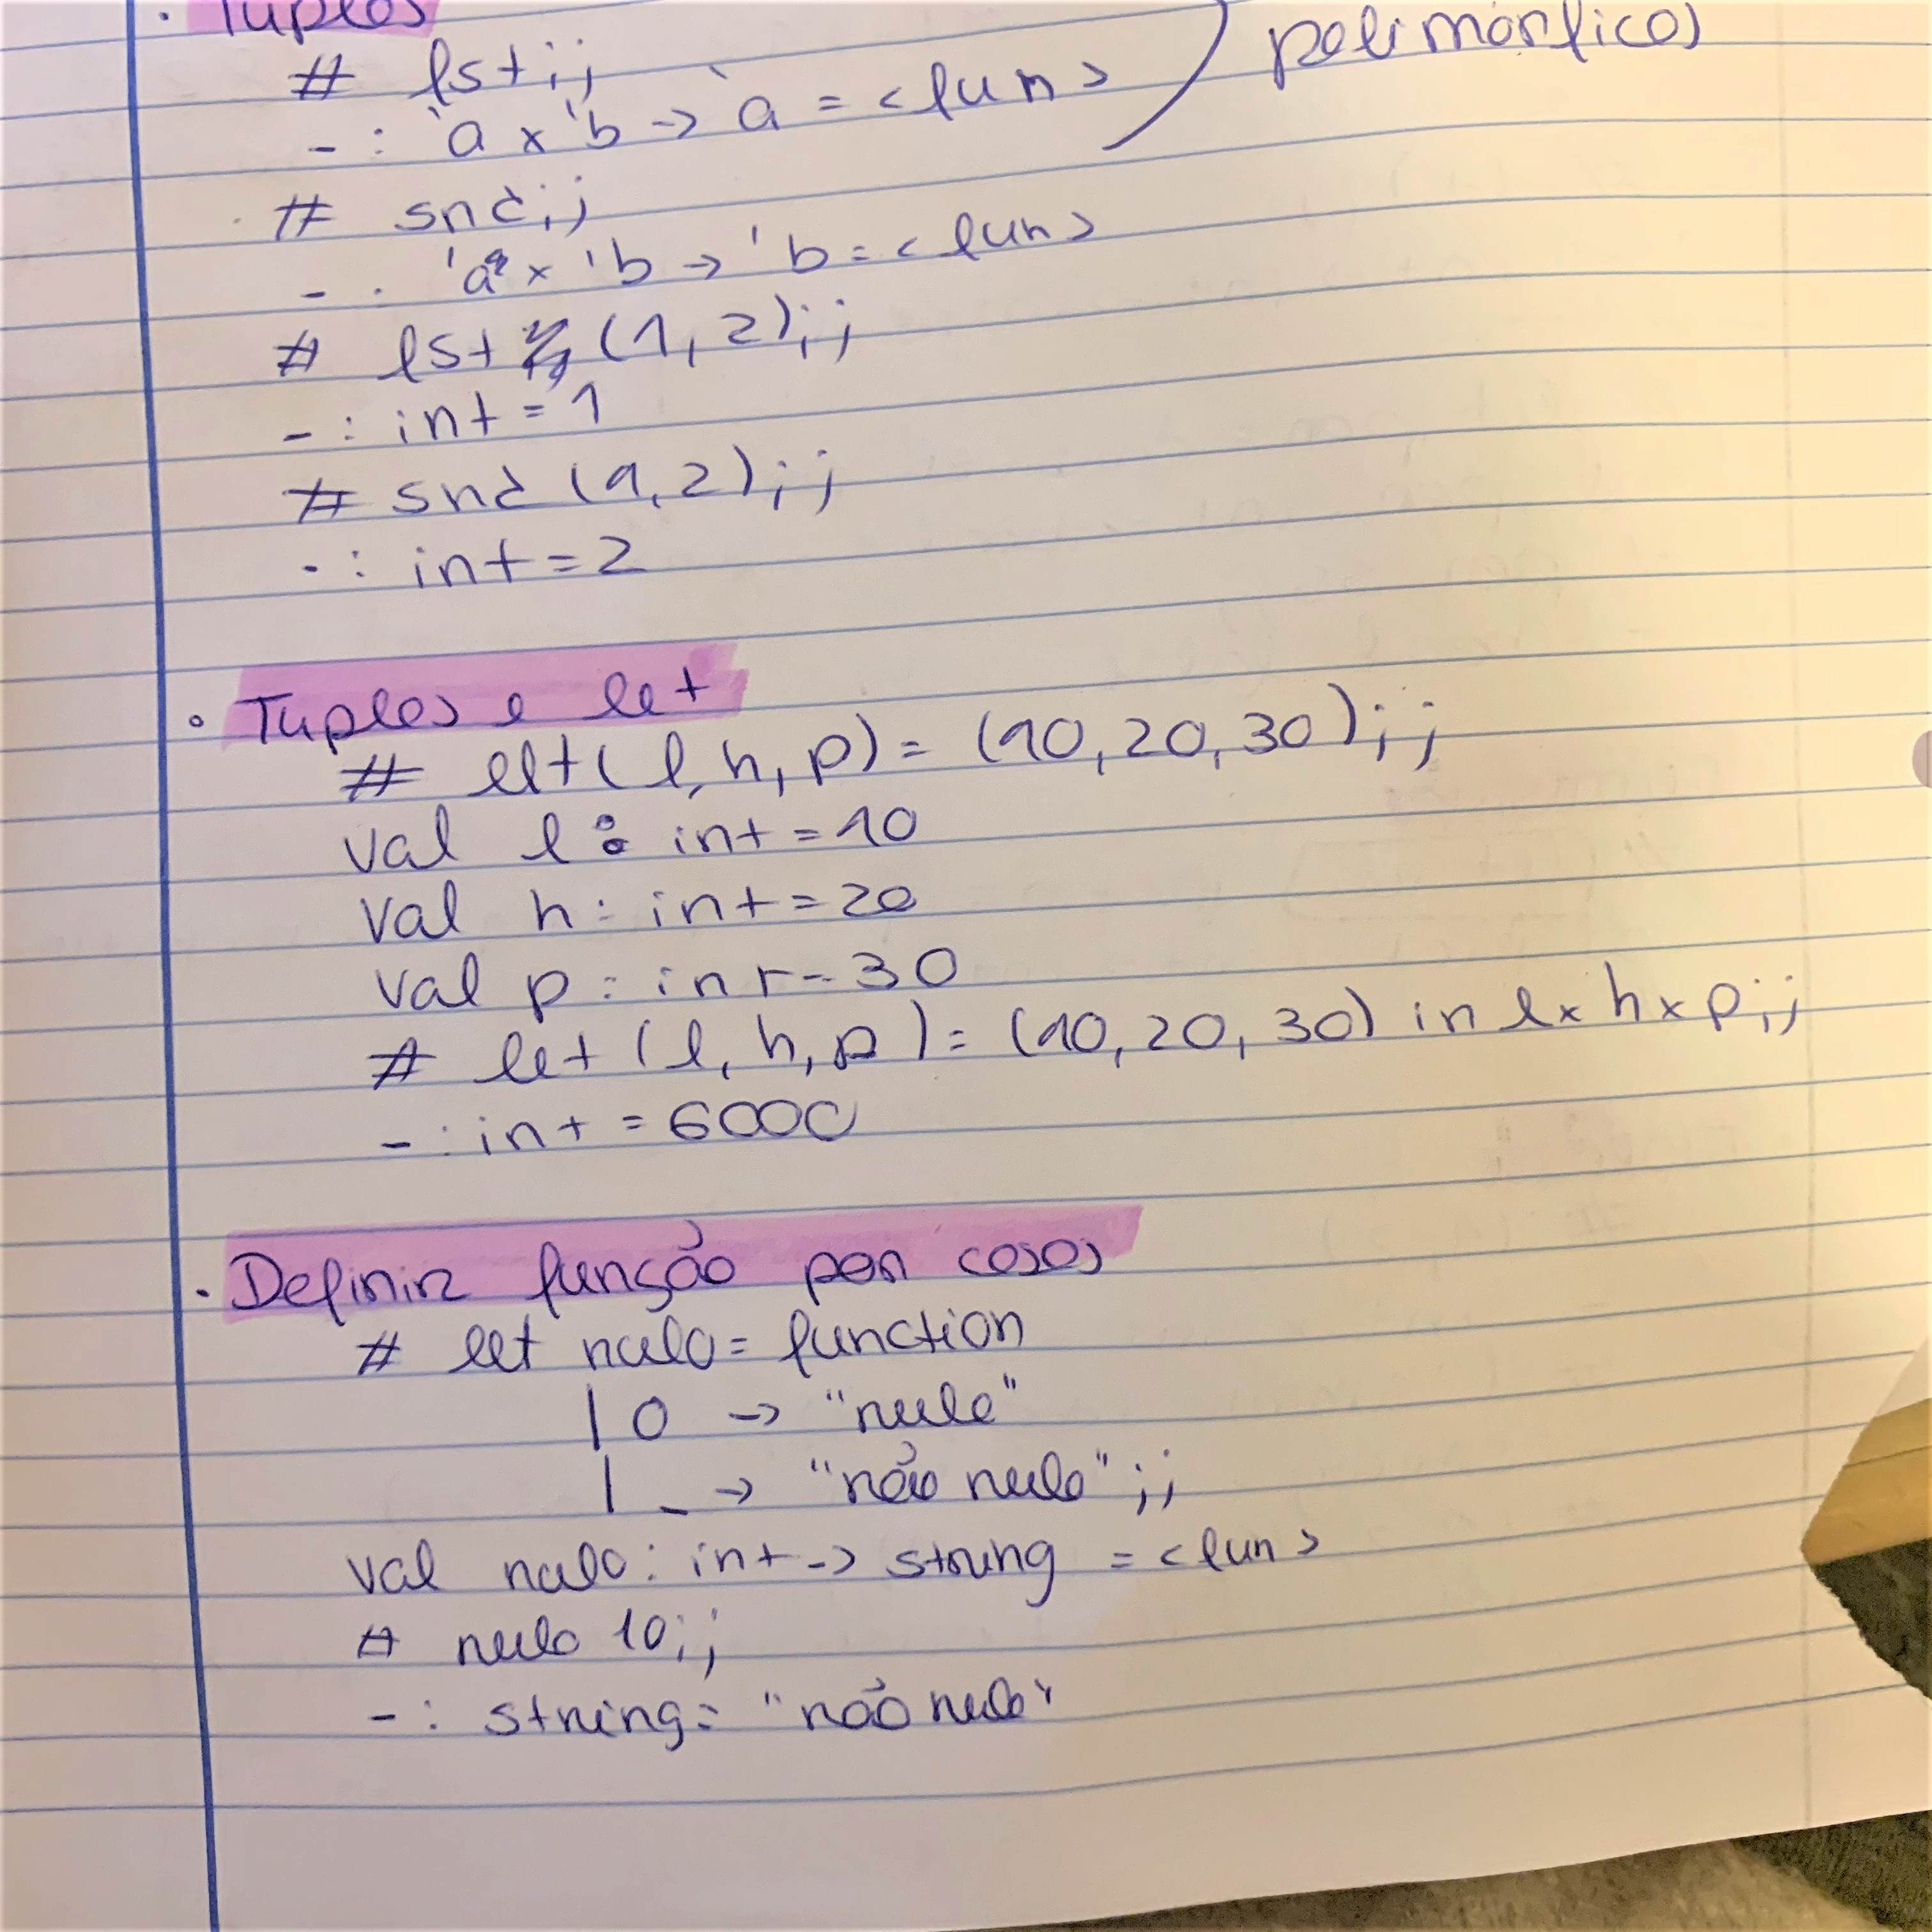 . Tuplos
# fst;;
- : 'a x 'b -> 'a = <fun>
polimórficos
# snd;;
- : 'a x 'b -> 'b = <fun>
# fst (1, 2);;
- : int = 1
# snd (1, 2);;
- : int = 2
. Tuplos e let
# let (l, h, p) = (10, 20, 30);;
val l : int = 10
val h : int = 20
val p : int = 30
# let (l, h, p) = (10, 20, 30) in l x h x p;;
- : int = 6000
. Definir função por casos
# let nulo = function
| 0 -> "nulo"
| _ -> "não nulo";;
val nulo : int -> string = <fun>
# nulo 10;;
- : string = "não nulo"